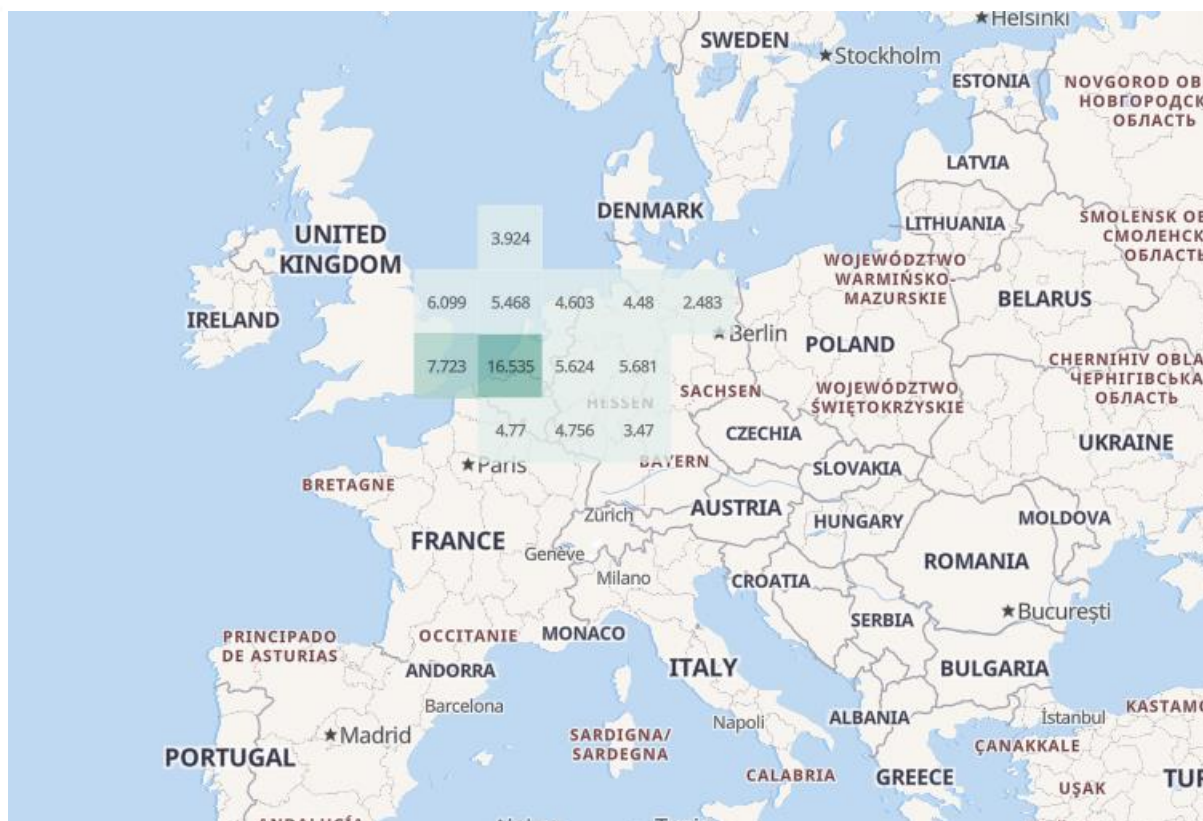 Helsinki
SWEDEN
Stockholm
ESTONIA
NOVGOROD OB
НОВГОРОДСК
ОБЛАСТЬ
LATVIA
DENMARK
LITHUANIA
SMOLENSK OB
СМОЛЕНСК
ОБЛАСТЬ
UNITED
KINGDOM
3.924
WOJEWÓDZTWO
WARMIŃSKO-
MAZURSKIE
BELARUS
6.099 5.468 4.603 4.48 2.483
IRELAND
Berlin
POLAND
CHERNIHIV OBLA
ЧЕРНІГІВСЬКА
ОБЛАСТЬ
7.723 16.535 5.624 5.681
SACHSEN
WOJEWÓDZTWO
ŚWIĘTOKRZYSKIE
HESSEN
4.77 4.756 3.47
CZECHIA
UKRAINE
Paris
BAYERN
SLOVAKIA
BRETAGNE
AUSTRIA
Zürich
HUNGARY
MOLDOVA
FRANCE
Genève
ROMANIA
Milano
CROATIA
București
SERBIA
PRINCIPADO
DE ASTURIAS
OCCITANIE
MONACO
ANDORRA
ITALY
BULGARIA
Barcelona
KASTAMO
Madrid
SARDIGNA/
SARDEGNA
Napoli
ALBANIA
İstanbul
ÇANAKKALE
PORTUGAL
CALABRIA
GREECE
UŞAK
TUR